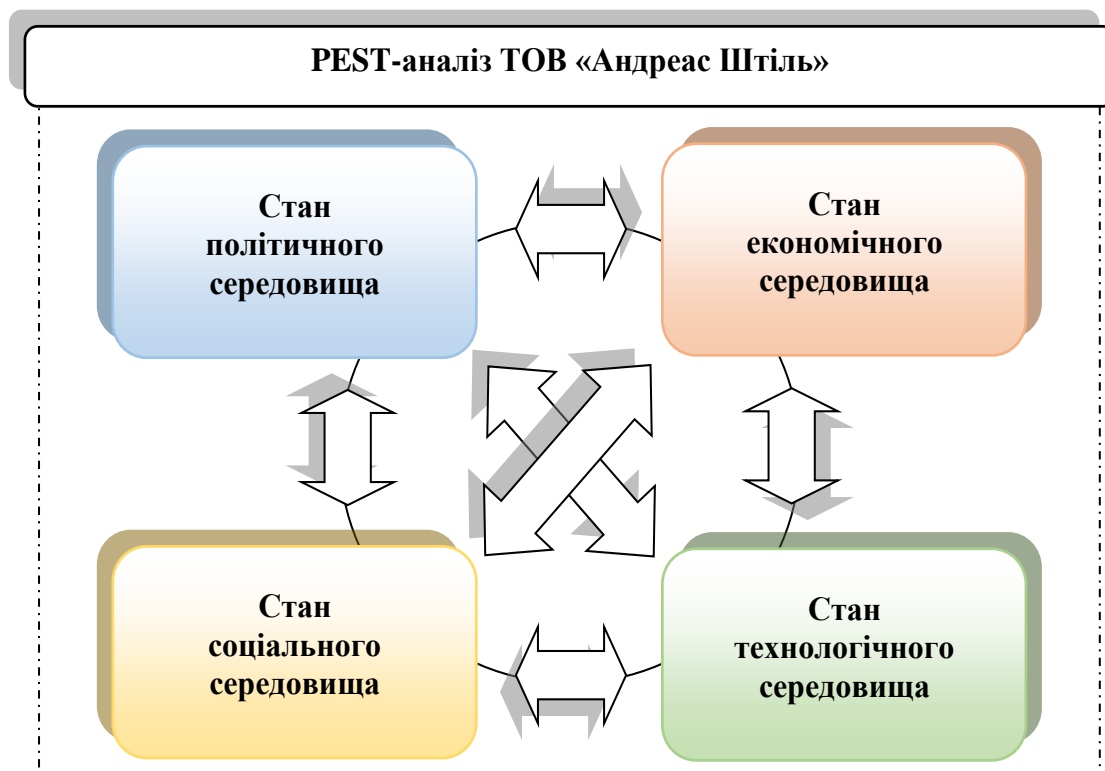 PEST-аналіз ТОВ «Андреас Штіль»
Стан
політичного
середовища
Стан
економічного
середовища
Стан
соціального
середовища
Стан
технологічного
середовища